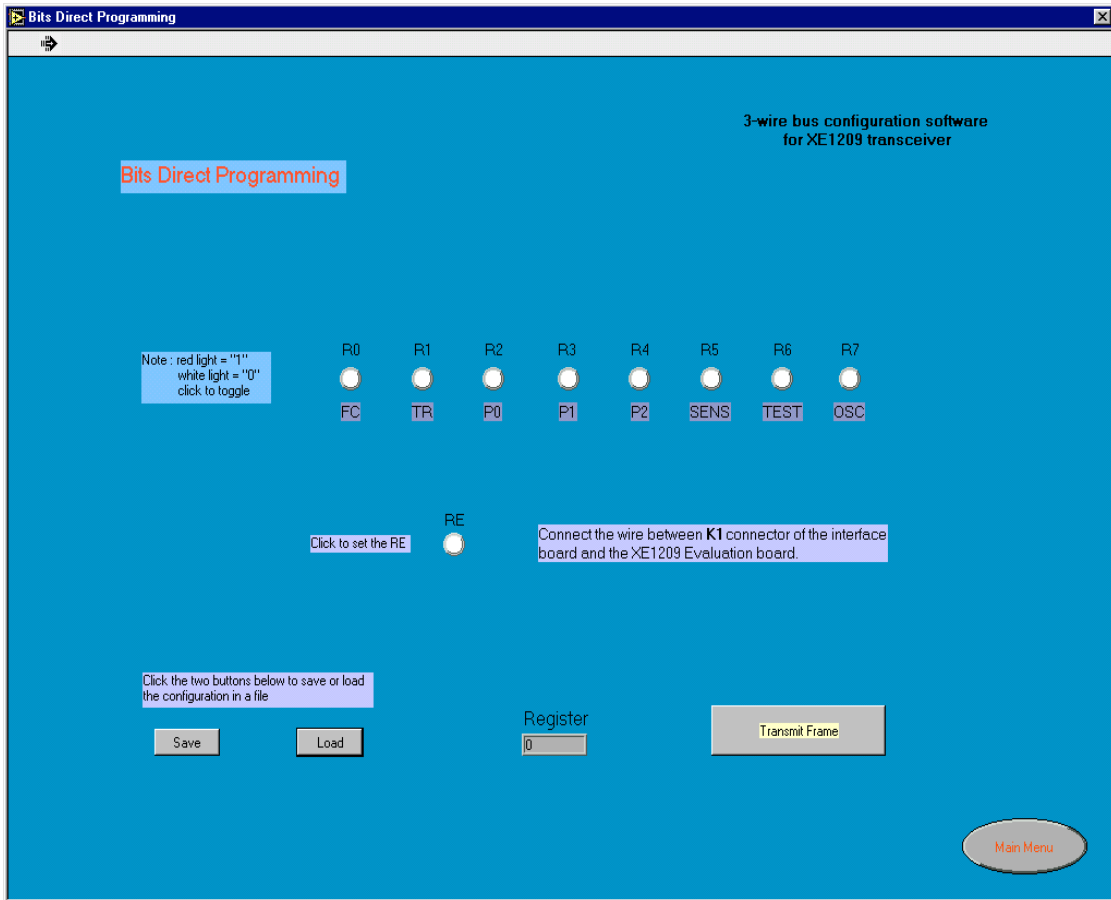 Bits Direct Programming
3-wire bus configuration software
for XE1209 transceiver
Bits Direct Programming
R0 R1 R2 R3 R4 R5 R6 R7
Note : red light = "1"
white light = "0"
click to toggle
FC TR P0 P1 P2 SENS TEST OSC
RE
Click to set the RE
Connect the wire between K1 connector of the interface
board and the XE1209 Evaluation board.
Click the two buttons below to save or load
the configuration in a file
Save Load
Register
0
Transmit Frame
Main Menu